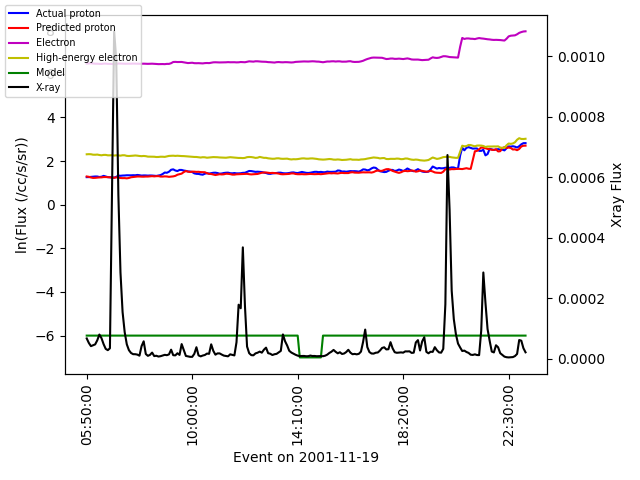 Actual proton
Predicted proton
Electron
High-energy electron
Model
X-ray
8
6
4
2
0
−2
−4
−6
ln(Flux (/cc/s/sr))
0.0010
0.0008
0.0006
0.0004
0.0002
0.0000
Xray Flux
05:50:00
10:00:00
14:10:00
18:20:00
22:30:00
Event on 2001-11-19